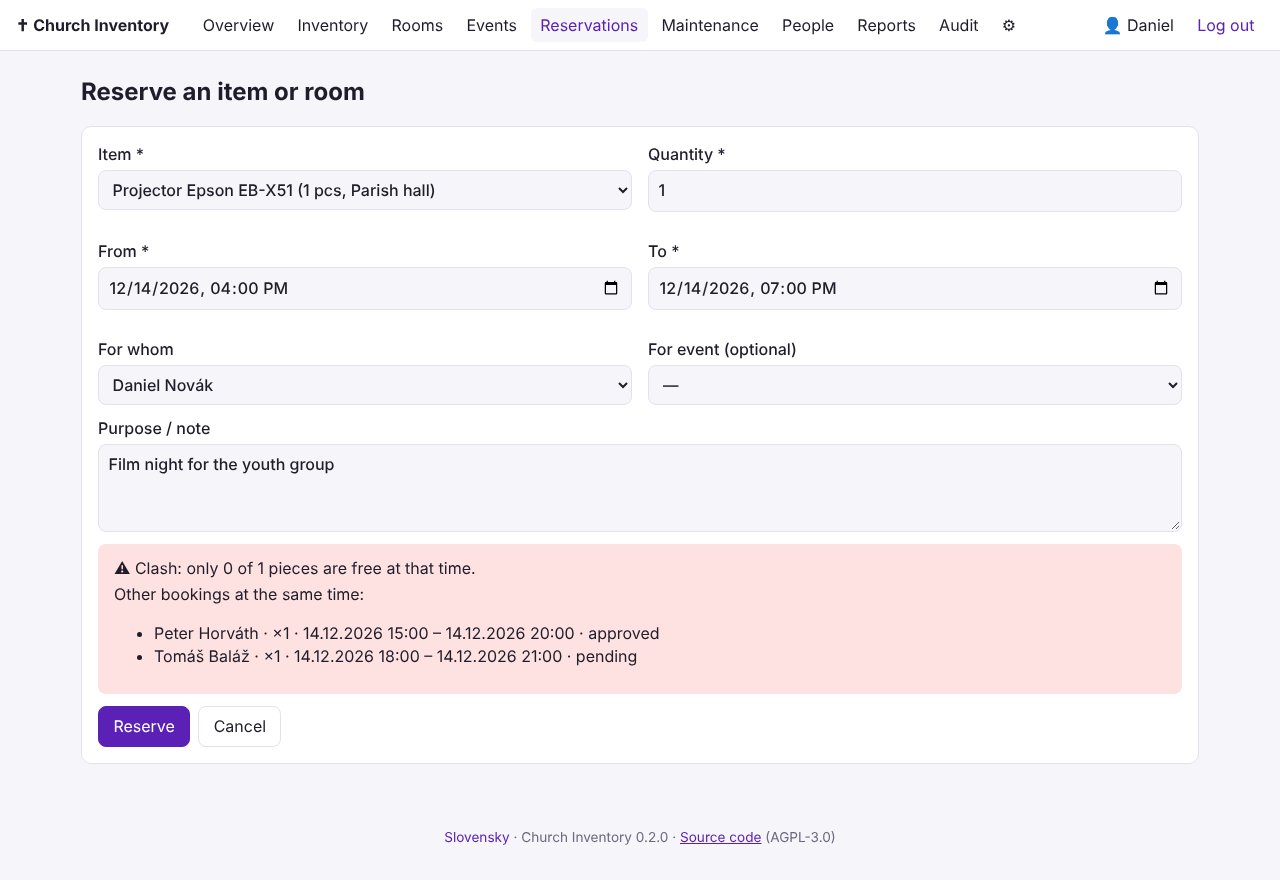 ✝ Church Inventory Overview Inventory Rooms Events Reservations Maintenance People Reports Audit ⚙ 👤 Daniel Log out
Reserve an item or room
Item * Quantity *
Projector Epson EB-X51 (1 pcs, Parish hall) 1
From * To *
12/14/2026, 04:00 PM 12/14/2026, 07:00 PM
For whom For event (optional)
Daniel Novák —
Purpose / note
Film night for the youth group
⚠ Clash: only 0 of 1 pieces are free at that time.
Other bookings at the same time:
• Peter Horváth · ×1 · 14.12.2026 15:00 – 14.12.2026 20:00 · approved
• Tomáš Baláž · ×1 · 14.12.2026 18:00 – 14.12.2026 21:00 · pending
Reserve Cancel
Slovensky · Church Inventory 0.2.0 · Source code (AGPL-3.0)